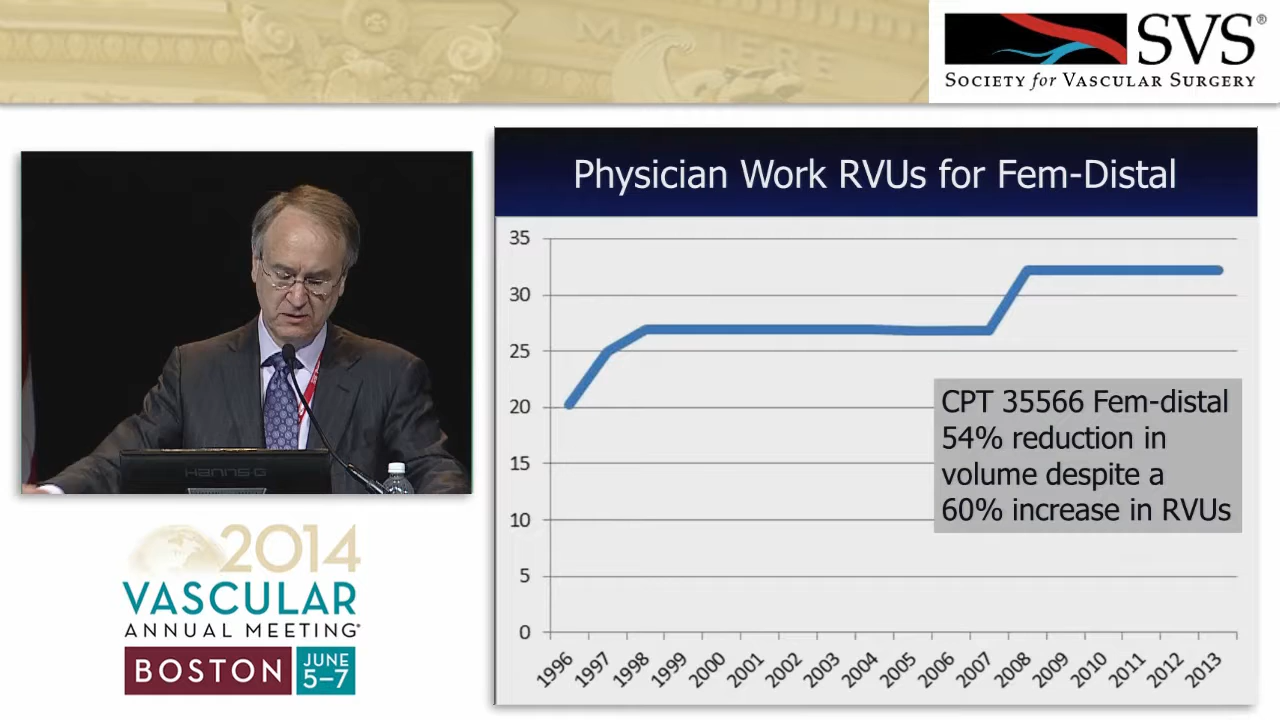 MOLIERE
SVS®
SOCIETY for VASCULAR SURGERY
Physician Work RVUs for Fem-Distal
35
30
25
20
15
10
5
0
1996 1997 1998 1999 2000 2001 2002 2003 2004 2005 2006 2007 2008 2009 2010 2011 2012 2013
CPT 35566 Fem-distal
54% reduction in
volume despite a
60% increase in RVUs
HANNS G
2014
VASCULAR
ANNUAL MEETING®
BOSTON
JUNE
5–7